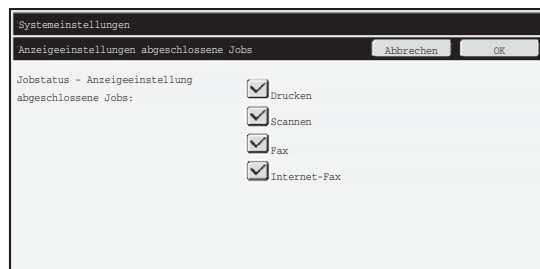 Systemeinstellungen
Anzeigeeinstellungen abgeschlossene Jobs Abbrechen OK
Jobstatus - Anzeigeeinstellung
abgeschlossene Jobs:
Drucken
Scannen
Fax
Internet-Fax